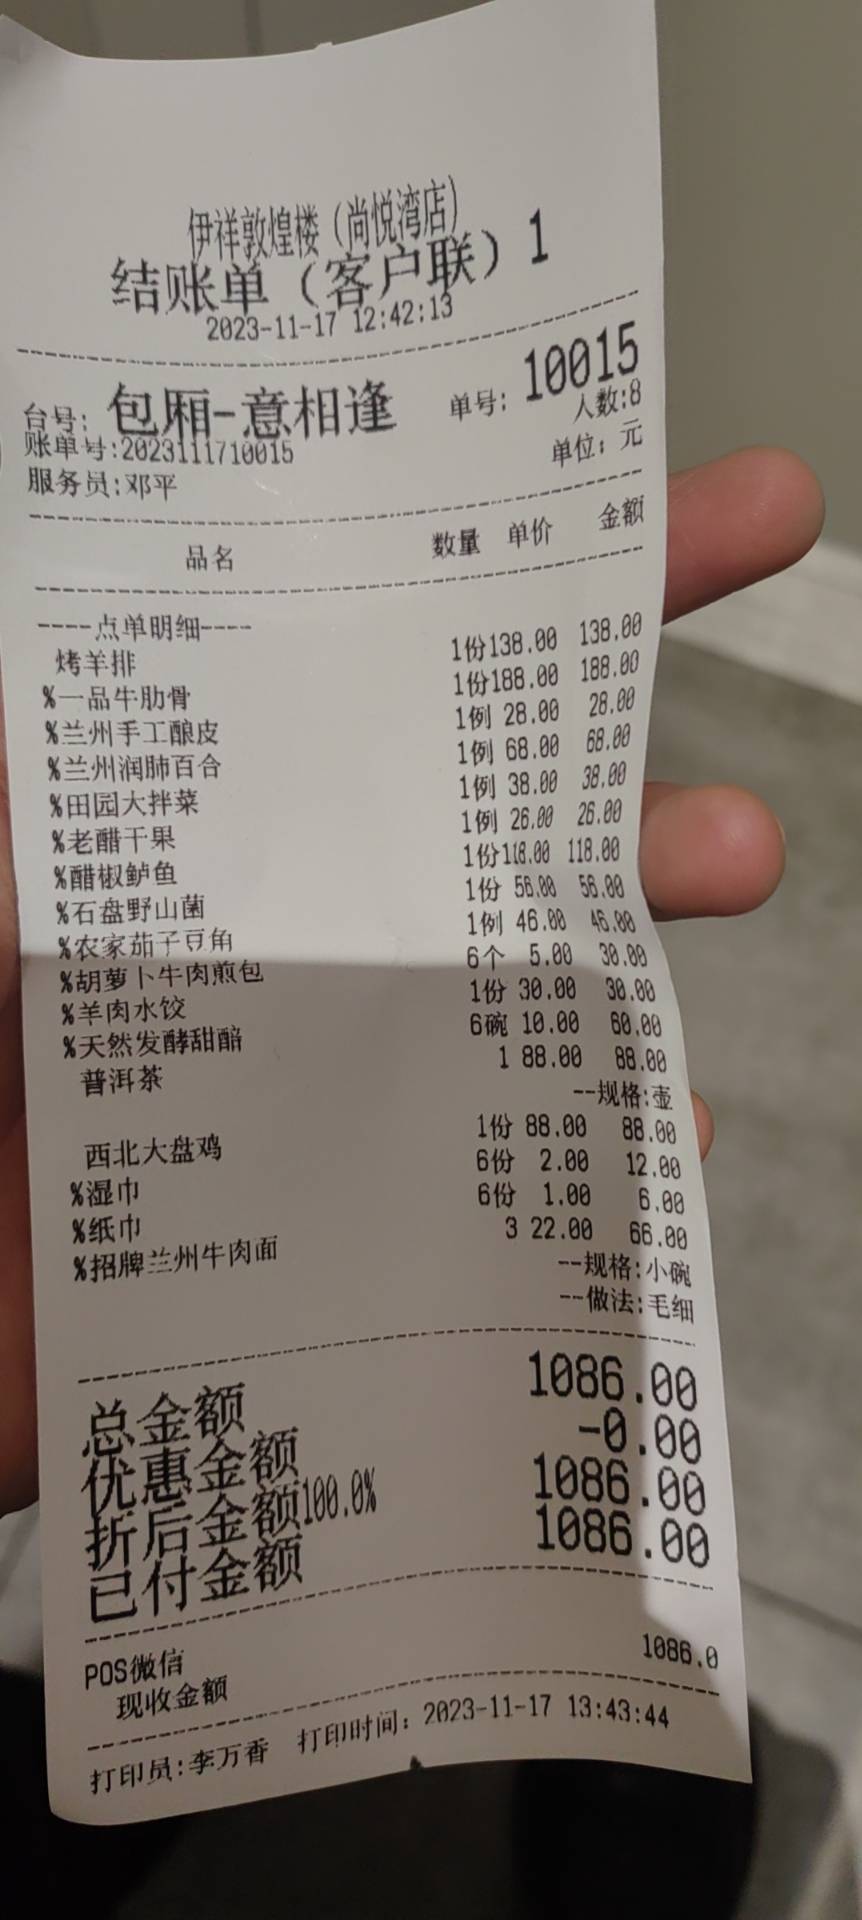 伊祥敦煌楼（尚悦湾店）
结账单（客户联）1
2023-11-17 12:42:13
台号: 包厢-意相逢 单号: 10015
账单号:2023111710015 人数:8
服务员:邓平 单位: 元
品名 数量 单价 金额
----点单明细----
烤羊排 1份 138.00 138.00
%一品牛肋骨 1份 188.00 188.00
%兰州手工酿皮 1例 28.00 28.00
%兰州润肺百合 1例 68.00 68.00
%田园大拌菜 1例 38.00 38.00
%老醋干果 1例 26.00 26.00
%醋椒鲈鱼 1份 118.00 118.00
%石盘野山菌 1份 56.00 56.00
%农家茄子豆角 1例 46.00 46.00
%胡萝卜牛肉煎包 6个 5.00 30.00
%羊肉水饺 1份 30.00 30.00
%天然发酵甜醅 6碗 10.00 60.00
普洱茶 1 88.00 88.00
--规格:壶
西北大盘鸡 1份 88.00 88.00
%湿巾 6份 2.00 12.00
%纸巾 6份 1.00 6.00
%招牌兰州牛肉面 3 22.00 66.00
--规格:小碗
--做法:毛细
总金额 1086.00
优惠金额 -0.00
折后金额100.0% 1086.00
已付金额 1086.00
POS微信 1086.0
现收金额
打印员:李万香 打印时间: 2023-11-17 13:43:44